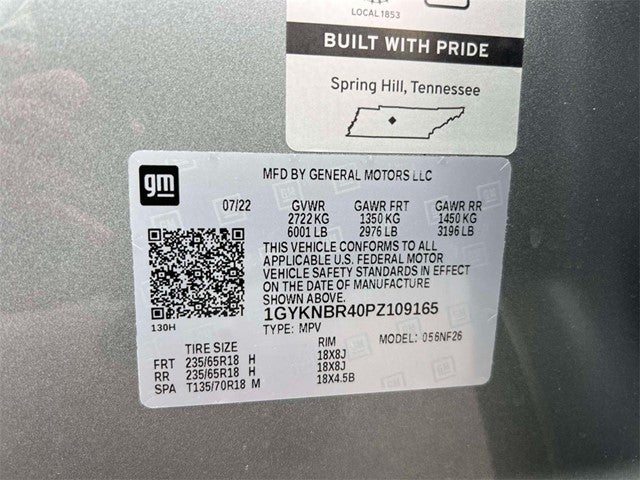 LOCAL 1853
BUILT WITH PRIDE
Spring Hill, Tennessee
gm
MFD BY GENERAL MOTORS LLC
07/22 GVWR GAWR FRT GAWR RR
2722 KG 1350 KG 1450 KG
6001 LB 2976 LB 3196 LB
THIS VEHICLE CONFORMS TO ALL
APPLICABLE U.S. FEDERAL MOTOR
VEHICLE SAFETY STANDARDS IN EFFECT
ON THE DATE OF MANUFACTURE
SHOWN ABOVE.
1GYKNBR40PZ109165
130H
TYPE: MPV MODEL: 056NF26
TIRE SIZE RIM
FRT 235/65R18 H 18X8J
RR 235/65R18 H 18X8J
SPA T135/70R18 M 18X4.5B